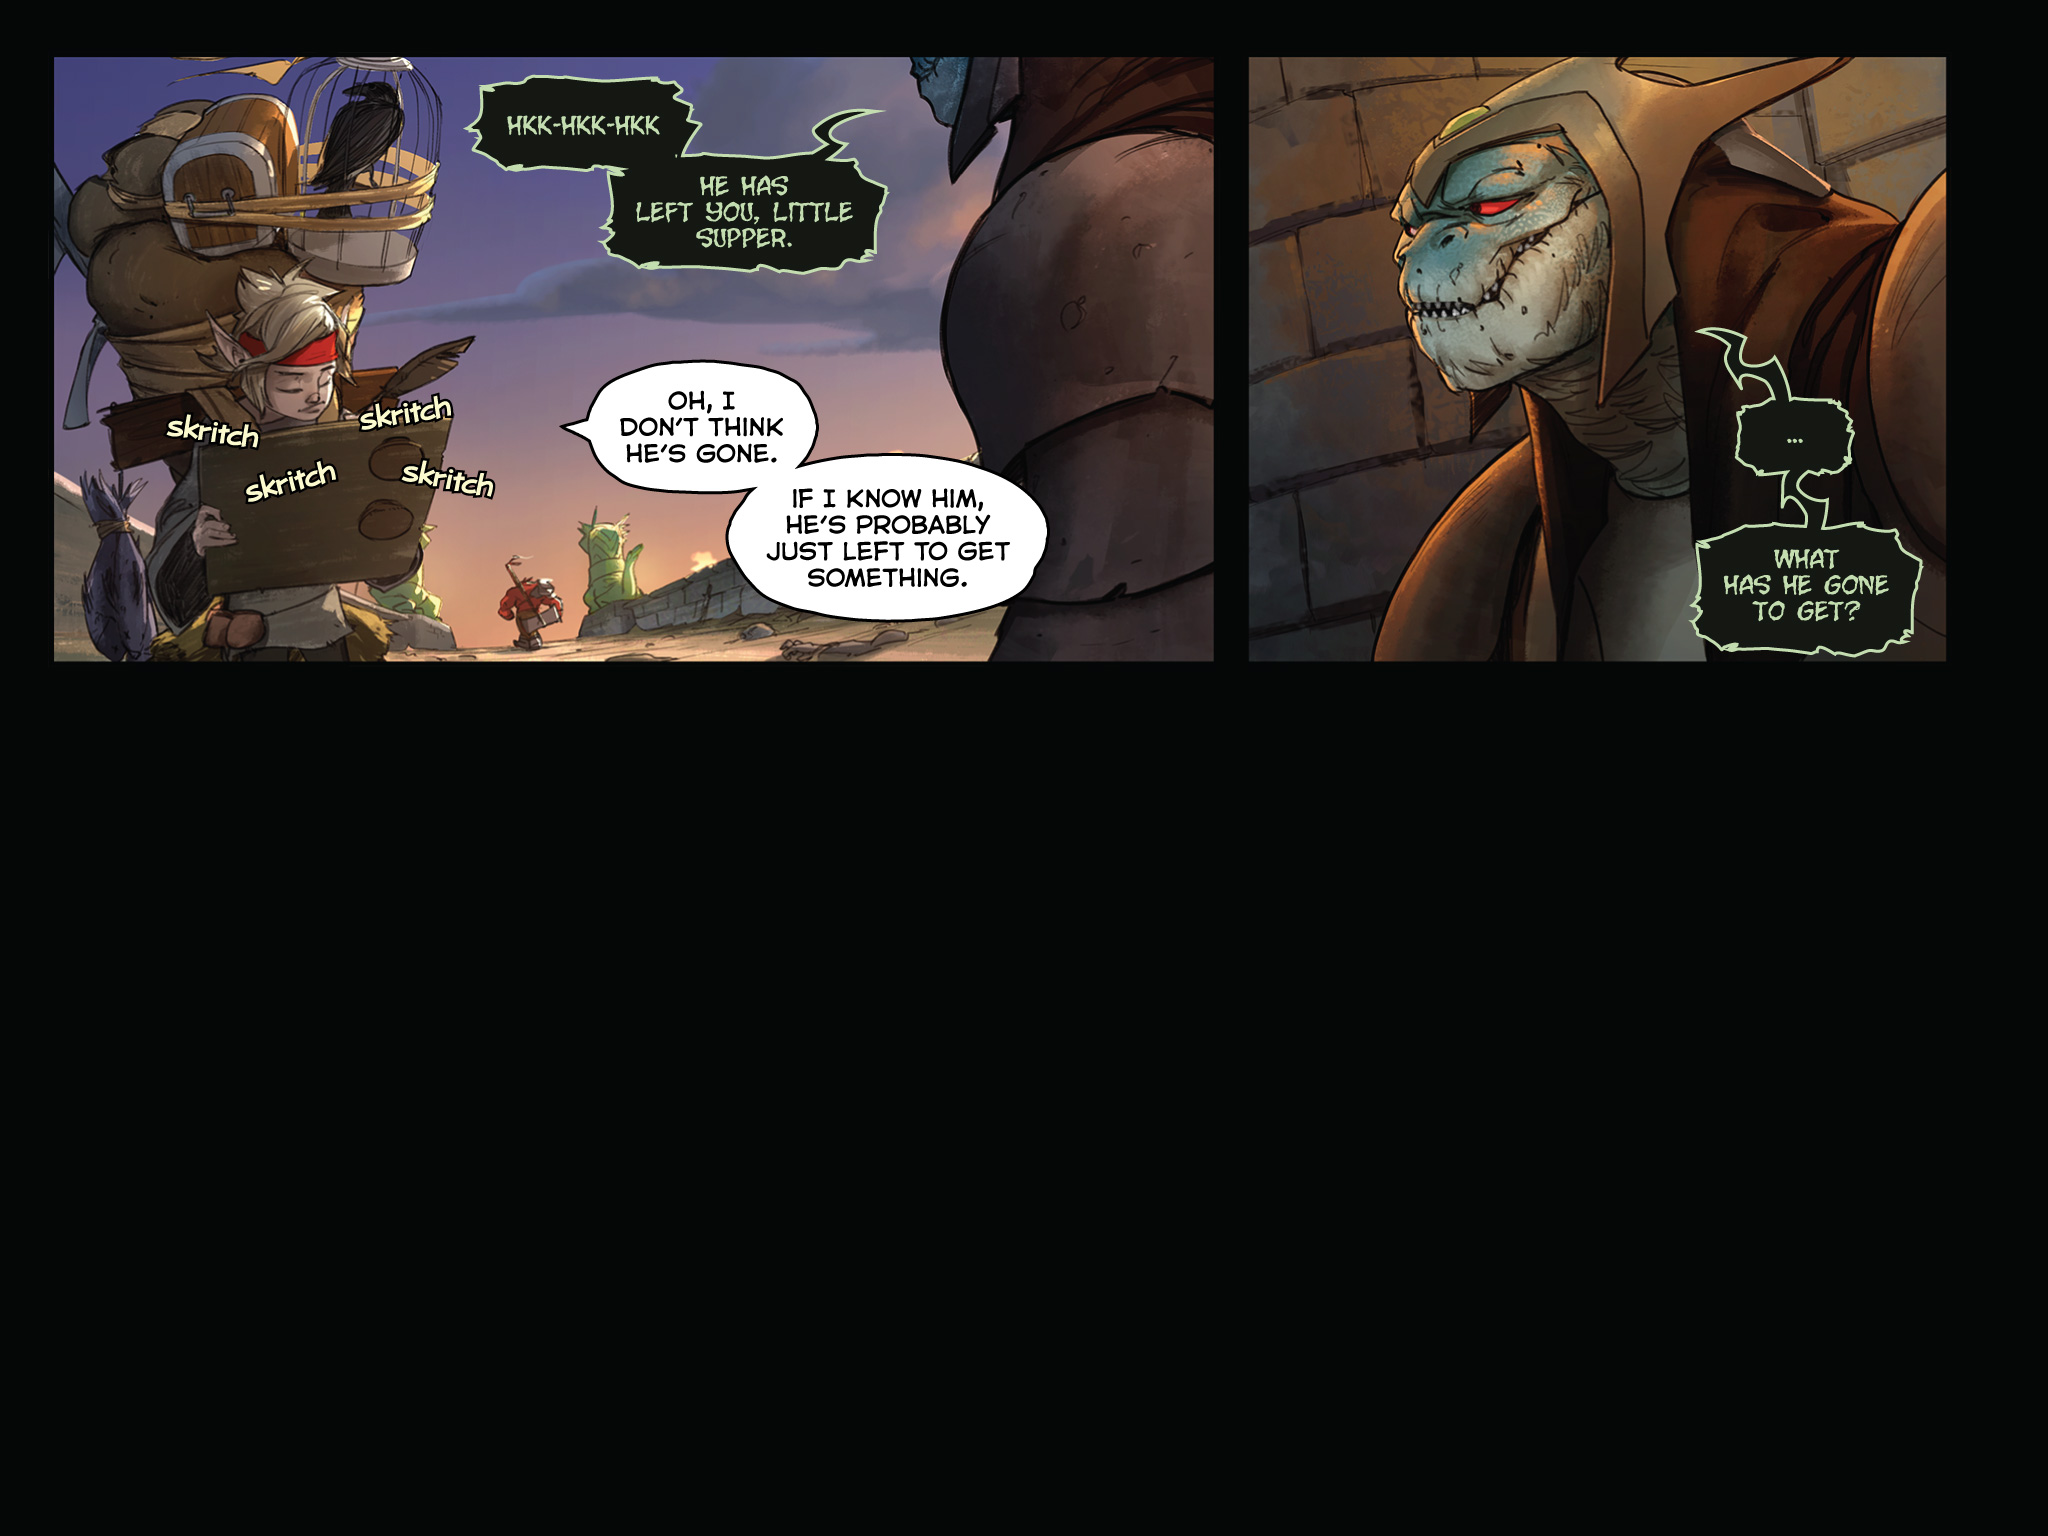 HKK-HKK-HKK
HE HAS
LEFT YOU, LITTLE
SUPPER.
OH, I
DON'T THINK
HE'S GONE.
IF I KNOW HIM,
HE'S PROBABLY
JUST LEFT TO GET
SOMETHING.
skritch
skritch
skritch
skritch
...
WHAT
HAS HE GONE
TO GET?